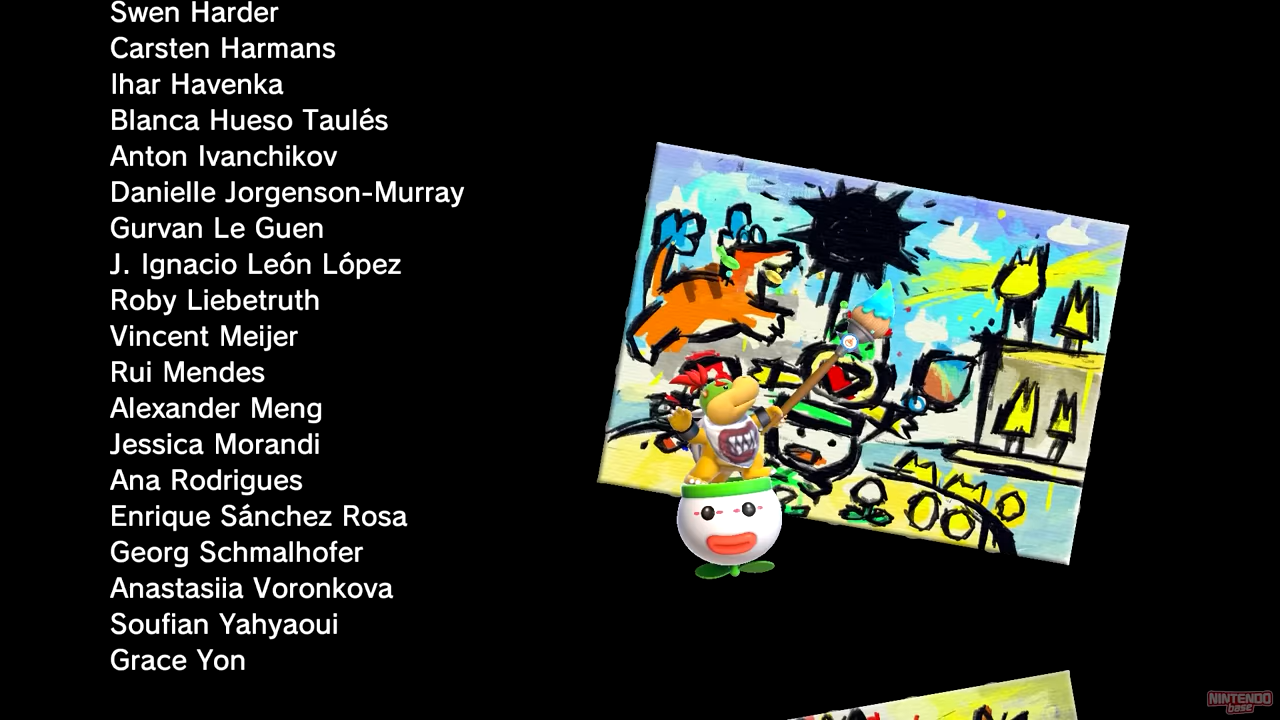 Swen Harder
Carsten Harmans
Ihar Havenka
Blanca Hueso Taulés
Anton Ivanchikov
Danielle Jorgenson-Murray
Gurvan Le Guen
J. Ignacio León López
Roby Liebetruth
Vincent Meijer
Rui Mendes
Alexander Meng
Jessica Morandi
Ana Rodrigues
Enrique Sánchez Rosa
Georg Schmalhofer
Anastasiia Voronkova
Soufian Yahyaoui
Grace Yon
NINTENDO
base